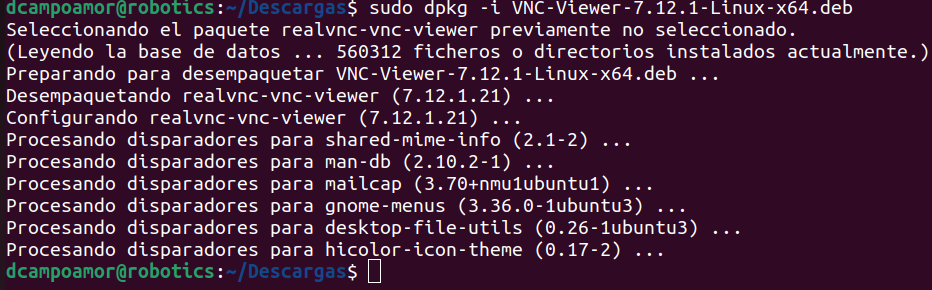 dcampoamor@robotics:~/Descargas$ sudo dpkg -i VNC-Viewer-7.12.1-Linux-x64.deb
Seleccionando el paquete realvnc-vnc-viewer previamente no seleccionado.
(Leyendo la base de datos ... 560312 ficheros o directorios instalados actualmente.)
Preparando para desempaquetar VNC-Viewer-7.12.1-Linux-x64.deb ...
Desempaquetando realvnc-vnc-viewer (7.12.1.21) ...
Configurando realvnc-vnc-viewer (7.12.1.21) ...
Procesando disparadores para shared-mime-info (2.1-2) ...
Procesando disparadores para man-db (2.10.2-1) ...
Procesando disparadores para mailcap (3.70+nmu1ubuntu1) ...
Procesando disparadores para gnome-menus (3.36.0-1ubuntu3) ...
Procesando disparadores para desktop-file-utils (0.26-1ubuntu3) ...
Procesando disparadores para hicolor-icon-theme (0.17-2) ...
dcampoamor@robotics:~/Descargas$